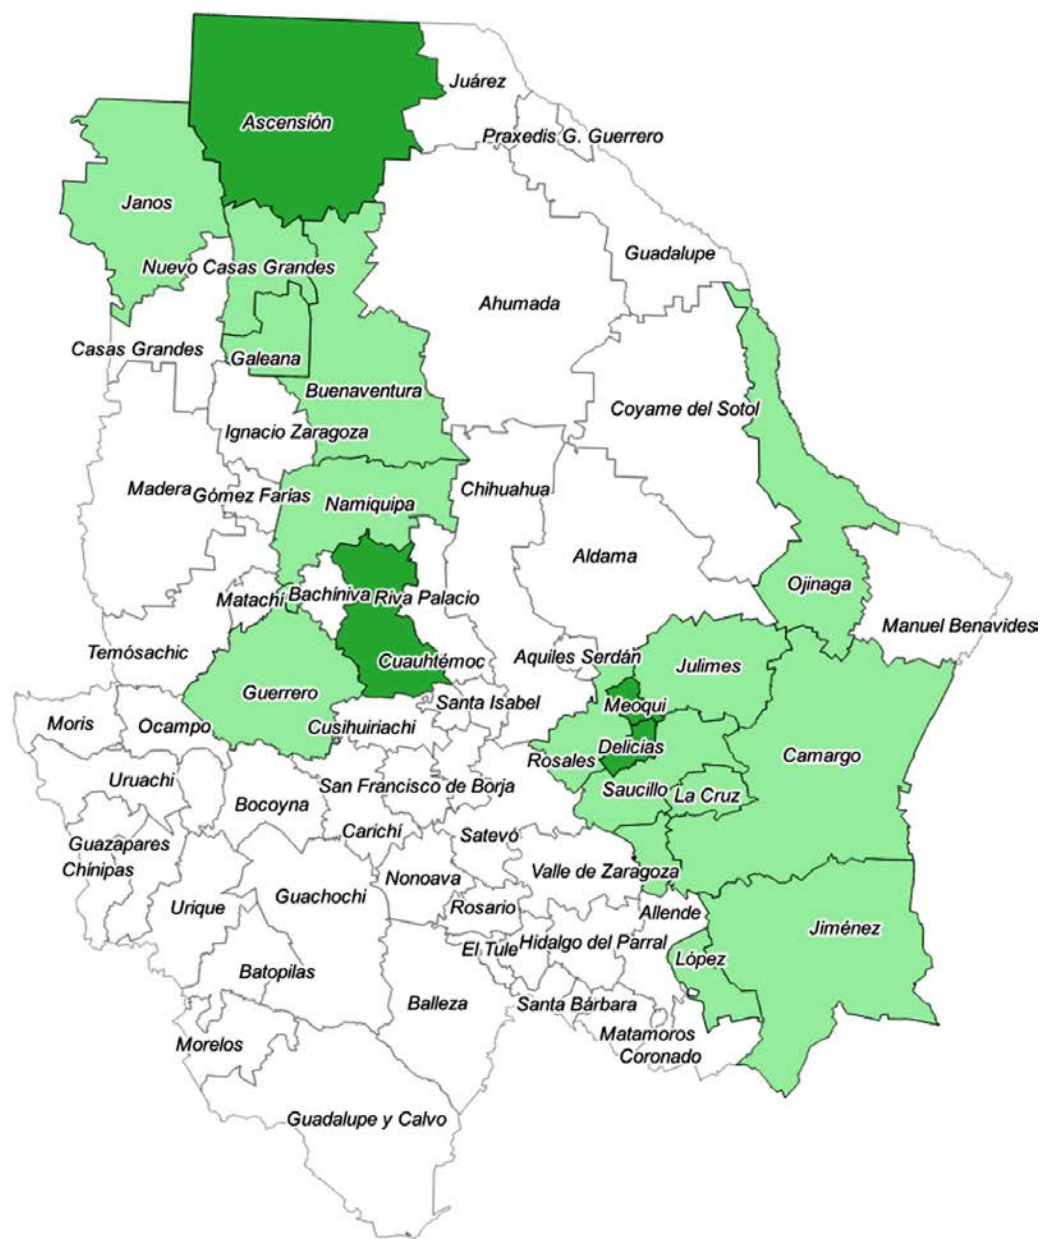 Juárez
Ascensión
Praxedis G. Guerrero
Janos
Guadalupe
Nuevo Casas Grandes
Ahumada
Casas Grandes
Galeana
Buenaventura
Coyame del Sotol
Ignacio Zaragoza
Madera
Gómez Farías
Namiquipa
Chihuahua
Aldama
Ojinaga
Matachí
Bachíniva
Riva Palacio
Manuel Benavides
Temósachic
Cuauhtémoc
Aquiles Serdán
Julimes
Guerrero
Santa Isabel
Meoqui
Moris
Ocampo
Cusihuiriachi
Delicias
Rosales
Camargo
Uruachi
Bocoyna
San Francisco de Borja
Saucillo
La Cruz
Guazapares
Carichí
Satevó
Chínipas
Nonoava
Valle de Zaragoza
Guachochi
Urique
Rosario
Allende
Jiménez
El Tule
Hidalgo del Parral
López
Batopilas
Balleza
Santa Bárbara
Morelos
Matamoros
Coronado
Guadalupe y Calvo